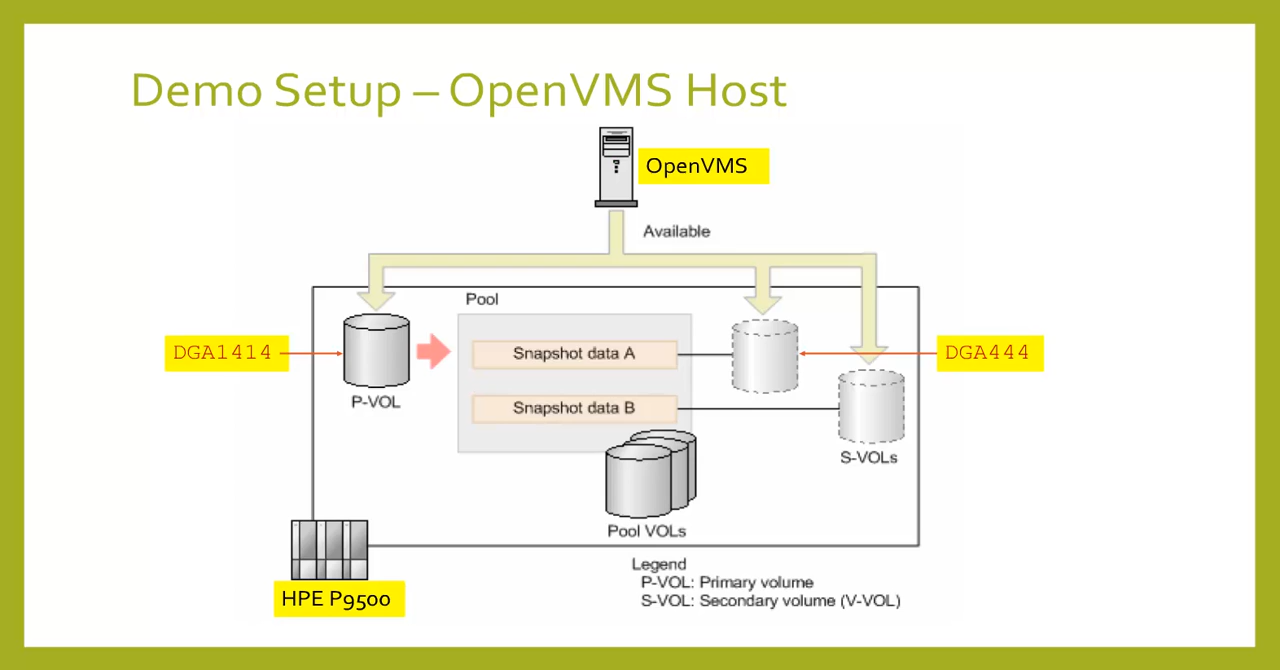 Demo Setup – OpenVMS Host
OpenVMS
Available
Pool
DGA1414
Snapshot data A
DGA444
P-VOL
Snapshot data B
S-VOLs
Pool VOLs
Legend
P-VOL: Primary volume
S-VOL: Secondary volume (V-VOL)
HPE P9500